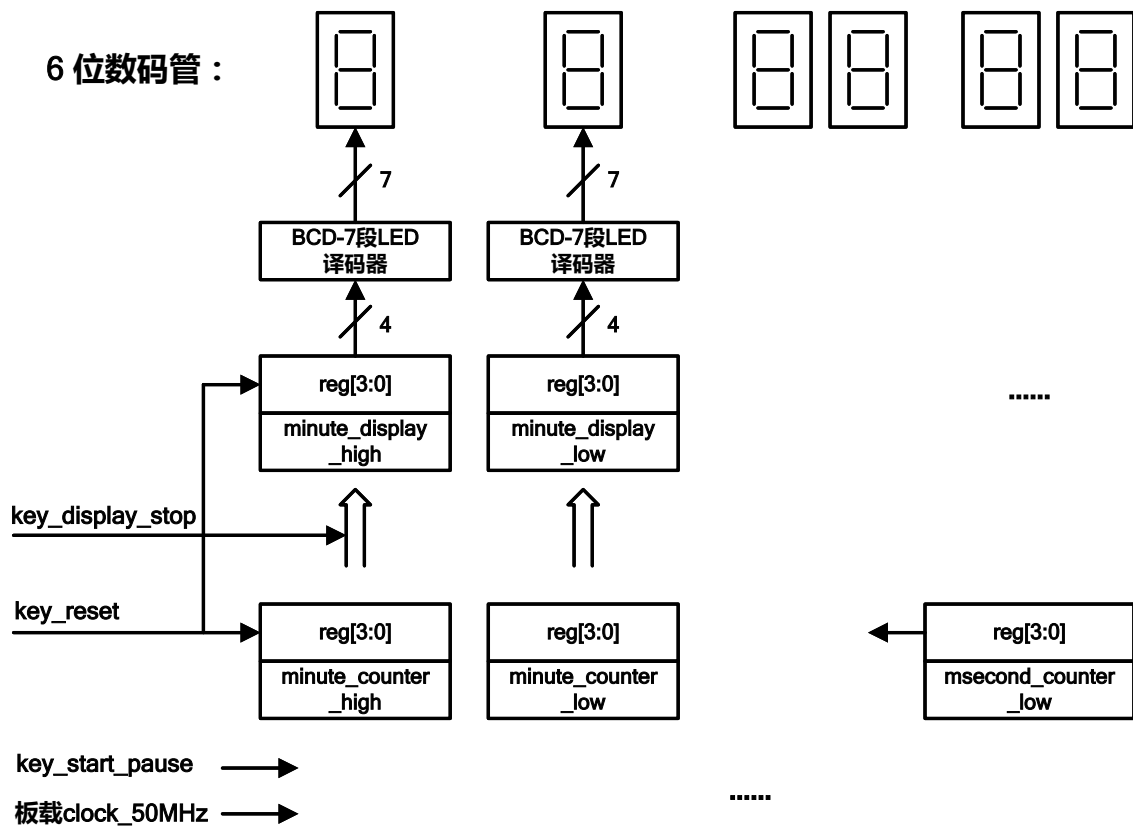 6 位数码管：
7
7
BCD-7段LED
译码器
BCD-7段LED
译码器
4
4
reg[3:0]
minute_display
_high
reg[3:0]
minute_display
_low
......
key_display_stop
key_reset
reg[3:0]
minute_counter
_high
reg[3:0]
minute_counter
_low
reg[3:0]
msecond_counter
_low
key_start_pause
板载clock_50MHz
......